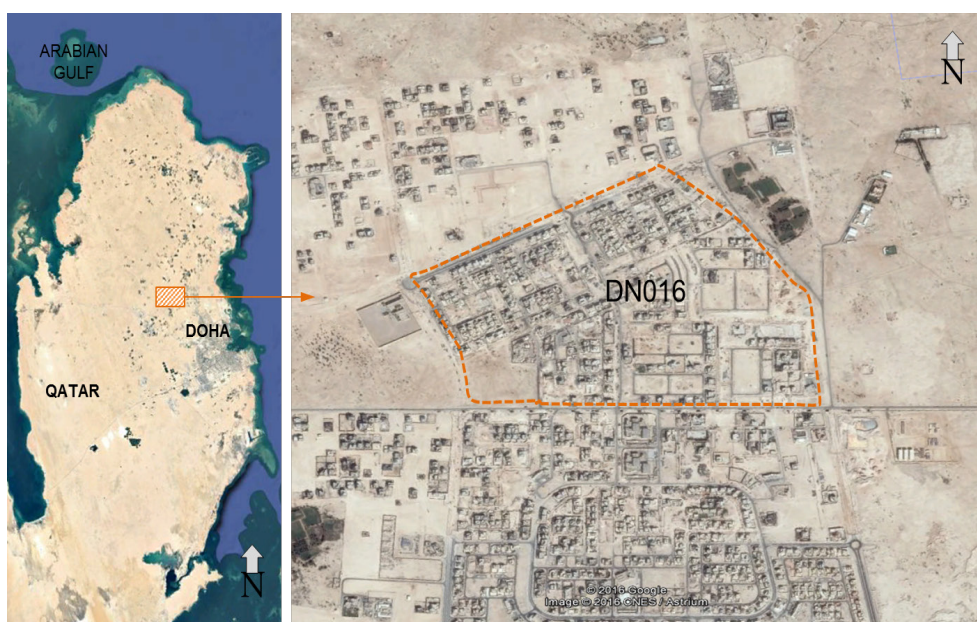 ARABIAN
GULF
DOHA
QATAR
N
N
DN016
© 2016 Google
Image © 2016 CNES / Astrium